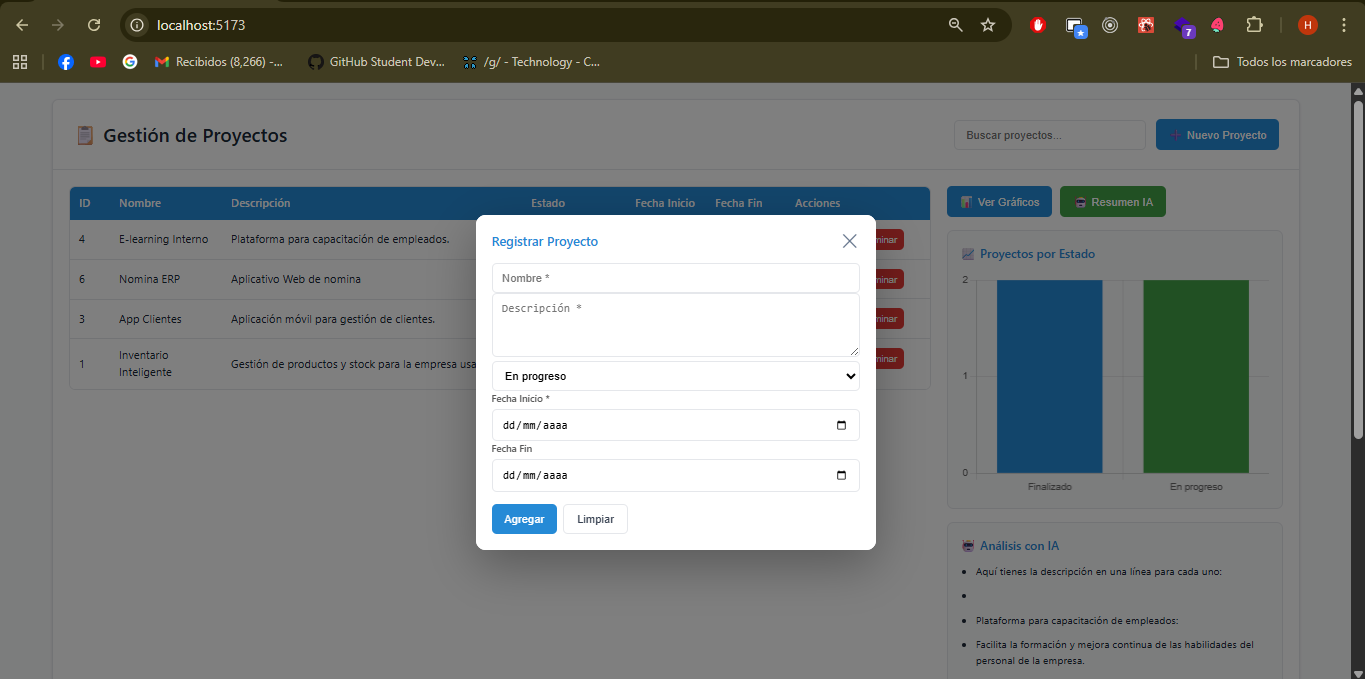 localhost:5173
7
H
Recibidos (8,266) -...
GitHub Student Dev...
/g/ - Technology - C...
Todos los marcadores
Gestión de Proyectos
Buscar proyectos...
Nuevo Proyecto
ID Nombre Descripción Estado Fecha Inicio Fecha Fin Acciones
4 E-learning Interno Plataforma para capacitación de empleados. minar
6 Nomina ERP Aplicativo Web de nomina minar
3 App Clientes Aplicación móvil para gestión de clientes. minar
1 Inventario Inteligente Gestión de productos y stock para la empresa usa minar
Registrar Proyecto
Nombre *
Descripción *
En progreso
Fecha Inicio *
dd/mm/aaaa
Fecha Fin
dd/mm/aaaa
Agregar Limpiar
Ver Gráficos Resumen IA
Proyectos por Estado
2
1
0
Finalizado En progreso
Análisis con IA
Aquí tienes la descripción en una línea para cada uno:
Plataforma para capacitación de empleados:
Facilita la formación y mejora continua de las habilidades del
personal de la empresa.